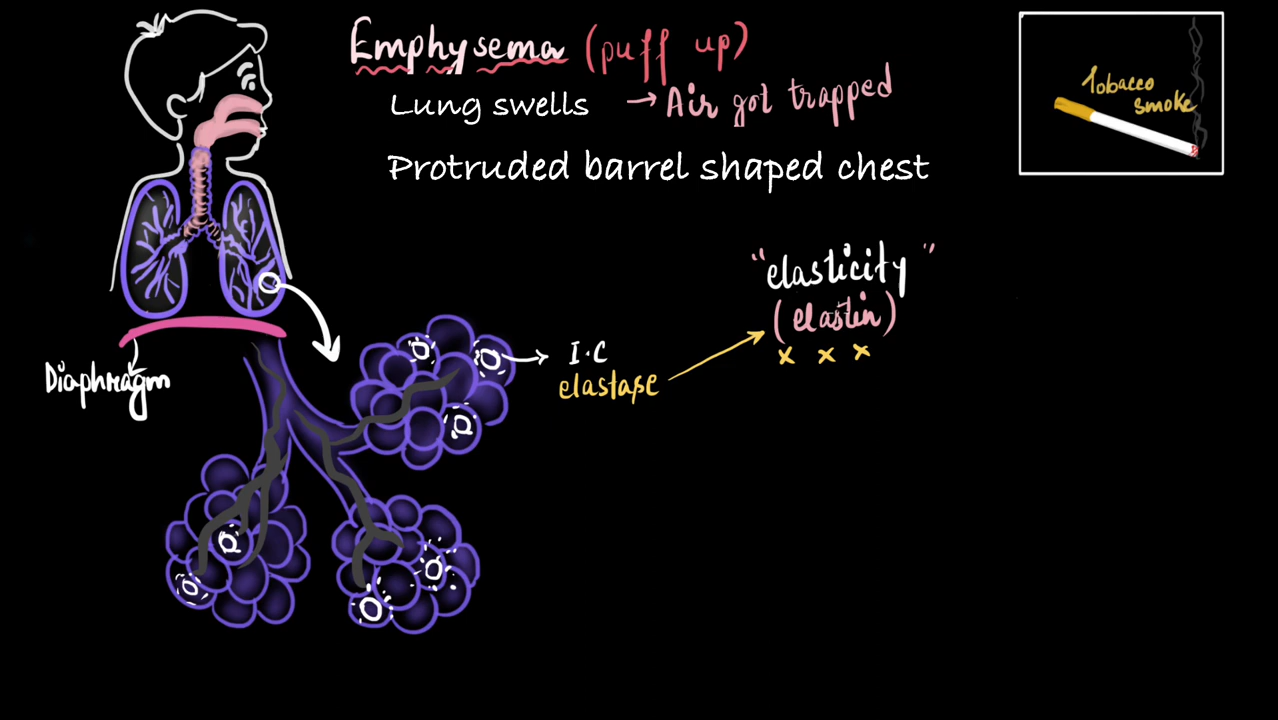 Emphysema (puff up)
Lung swells → Air got trapped
Protruded barrel shaped chest
Tobacco
smoke
"elasticity"
(elastin)
x x x
I.C
elastase
Diaphragm